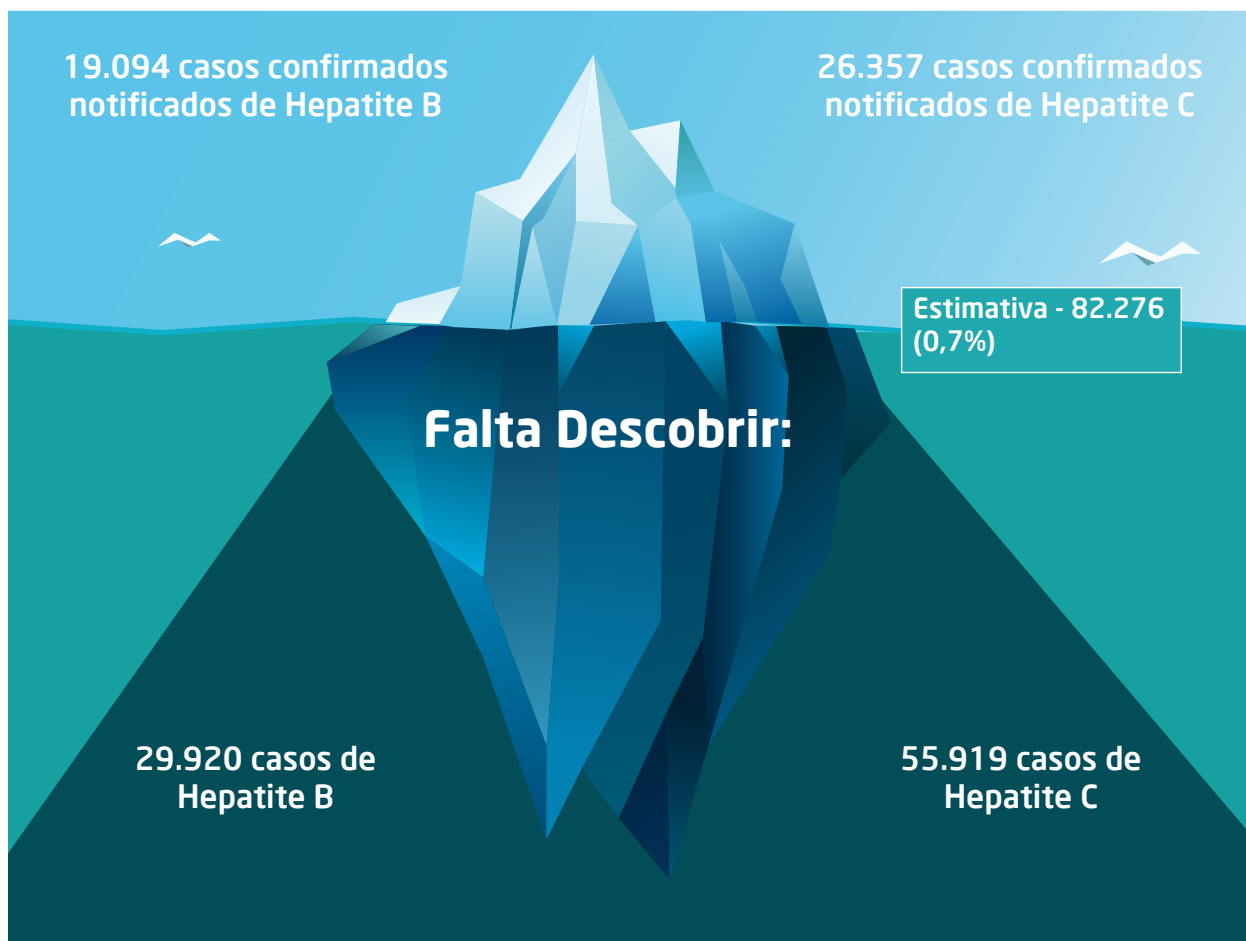 19.094 casos confirmados
notificados de Hepatite B
26.357 casos confirmados
notificados de Hepatite C
Estimativa - 82.276
(0,7%)
Falta Descobrir:
29.920 casos de
Hepatite B
55.919 casos de
Hepatite C